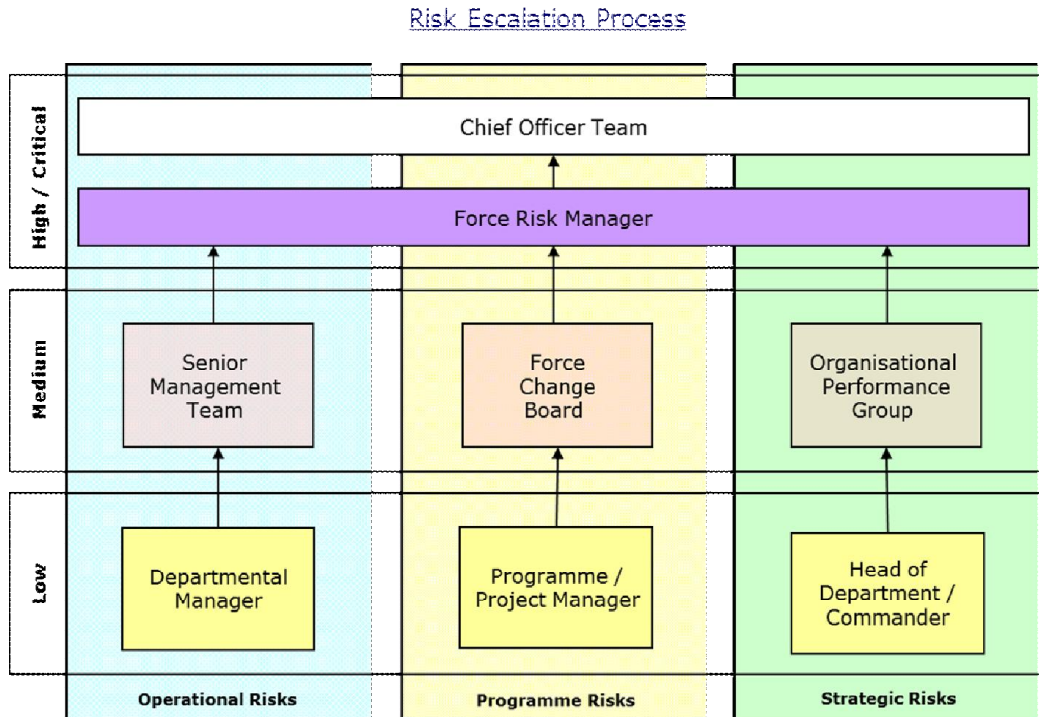 Risk Escalation Process
High / Critical
Chief Officer Team
Force Risk Manager
Medium
Senior
Management
Team
Force
Change
Board
Organisational
Performance
Group
Low
Departmental
Manager
Programme /
Project Manager
Head of
Department /
Commander
Operational Risks
Programme Risks
Strategic Risks